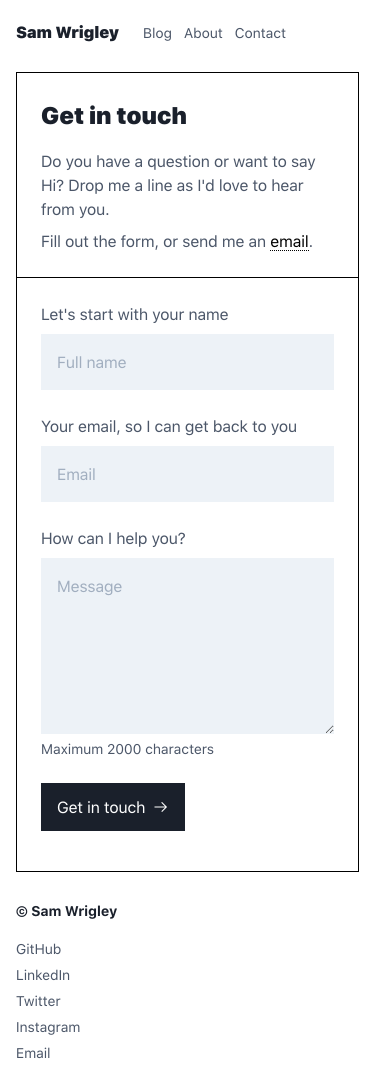 Sam Wrigley Blog About Contact
Get in touch
Do you have a question or want to say
Hi? Drop me a line as I'd love to hear
from you.
Fill out the form, or send me an email.
Let's start with your name
Full name
Your email, so I can get back to you
Email
How can I help you?
Message
Maximum 2000 characters
Get in touch →
© Sam Wrigley
GitHub
LinkedIn
Twitter
Instagram
Email